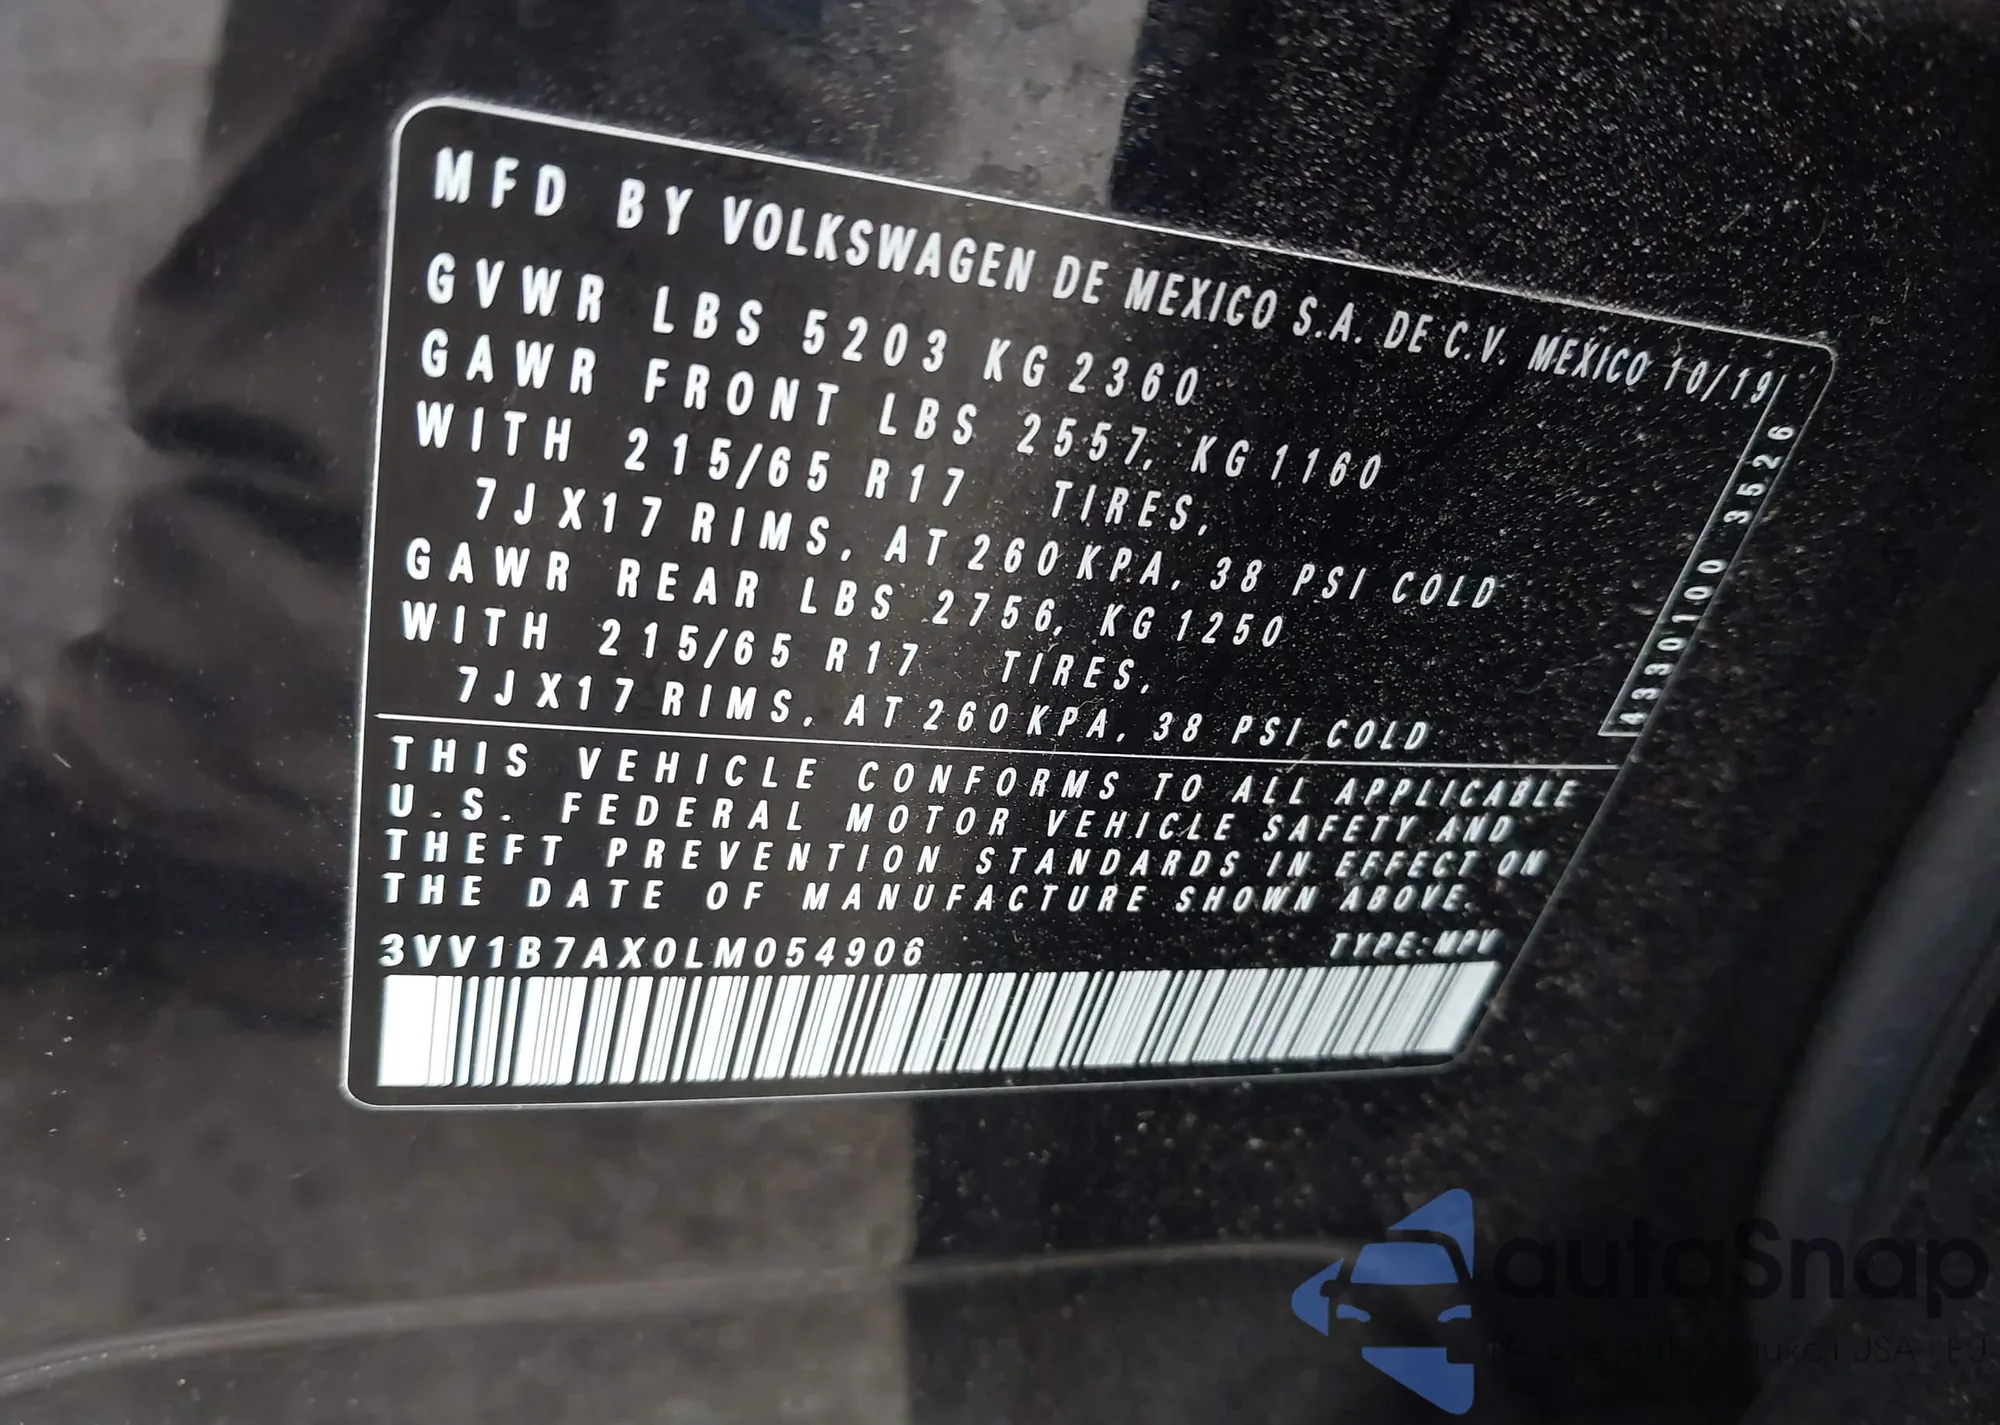 MFD BY VOLKSWAGEN DE MEXICO S.A. DE C.V. MEXICO 10/19
GVWR LBS 5203 KG 2360
GAWR FRONT LBS 2557, KG 1160
WITH 215/65 R17 TIRES,
7JX17 RIMS, AT 260 KPA, 38 PSI COLD
GAWR REAR LBS 2756, KG 1250
WITH 215/65 R17 TIRES,
7JX17 RIMS, AT 260 KPA, 38 PSI COLD
4330100 3526
THIS VEHICLE CONFORMS TO ALL APPLICABLE
U.S. FEDERAL MOTOR VEHICLE SAFETY AND
THEFT PREVENTION STANDARDS IN EFFECT ON
THE DATE OF MANUFACTURE SHOWN ABOVE.
3VV1B7AX0LM054906 TYPE:MPV
autoSnap
USA